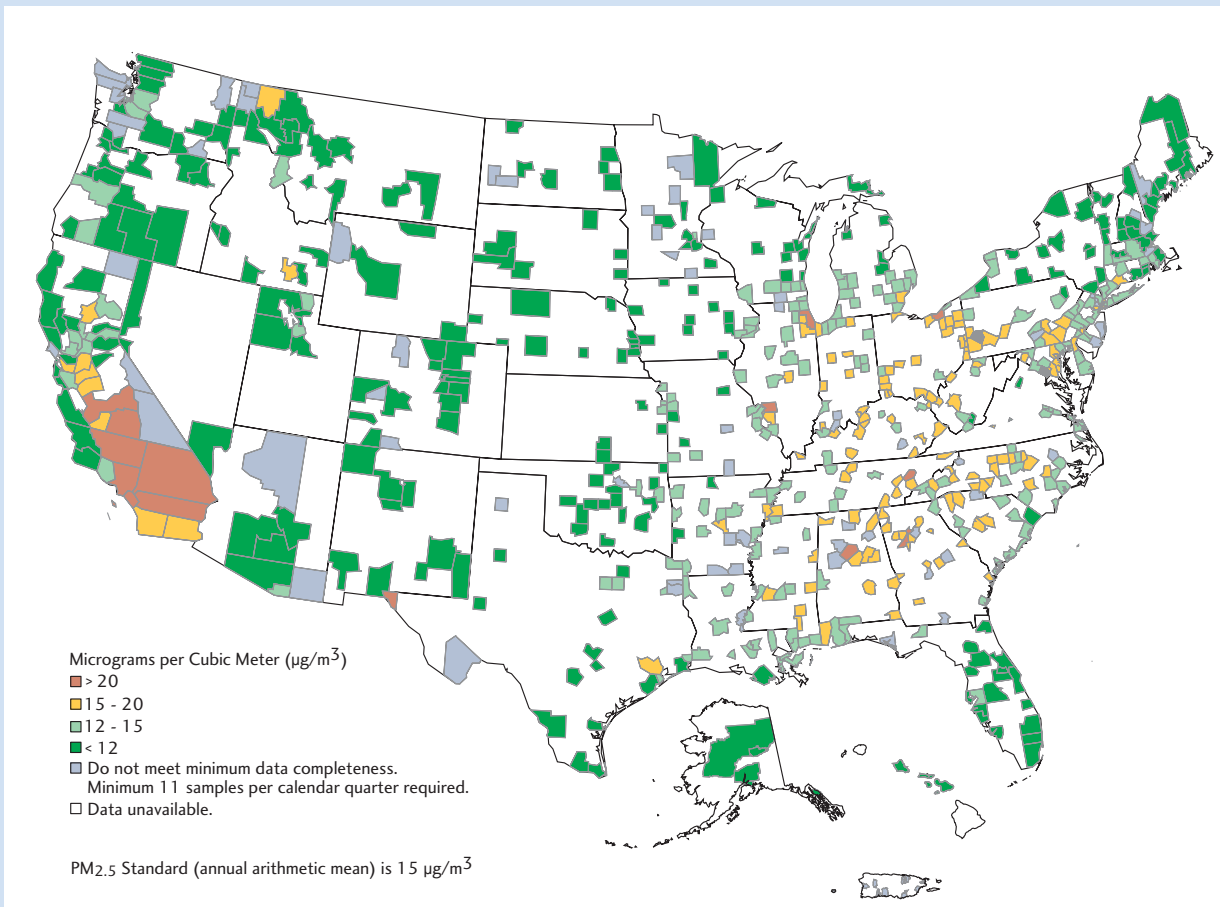 Micrograms per Cubic Meter (µg/m³)
> 20
15 - 20
12 - 15
< 12
Do not meet minimum data completeness.
Minimum 11 samples per calendar quarter required.
Data unavailable.
PM2.5 Standard (annual arithmetic mean) is 15 µg/m³